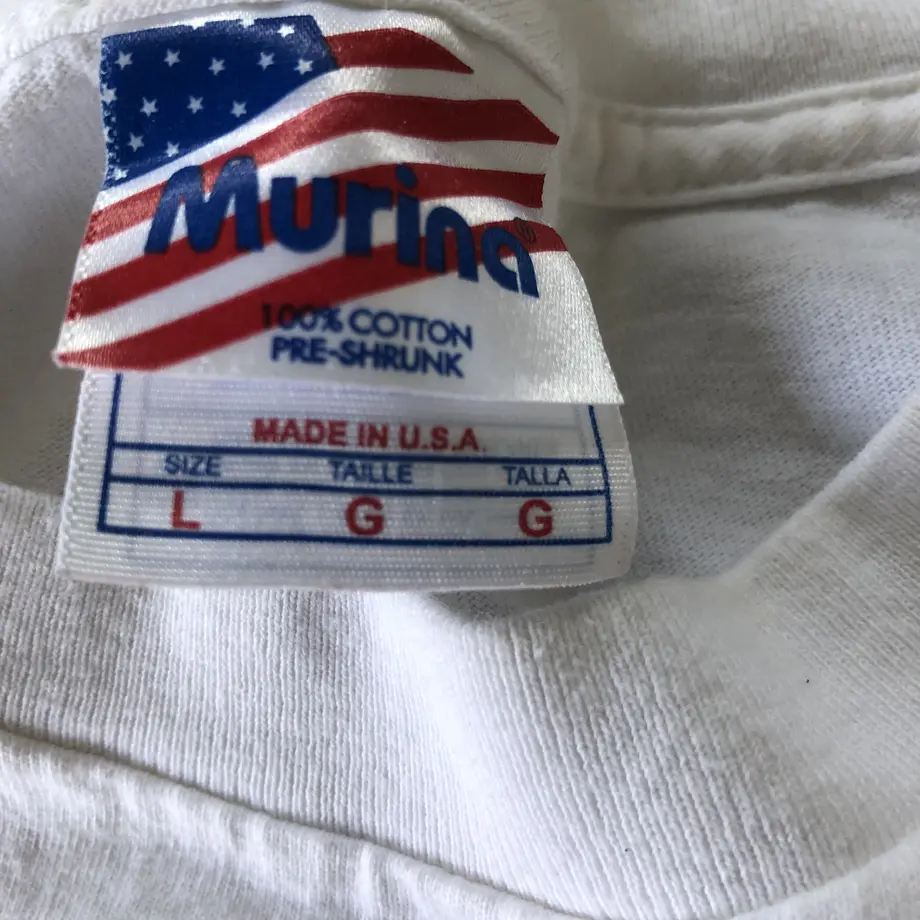 Murina®
100% COTTON
PRE-SHRUNK
MADE IN U.S.A.
SIZE TAILLE TALLA
L G G